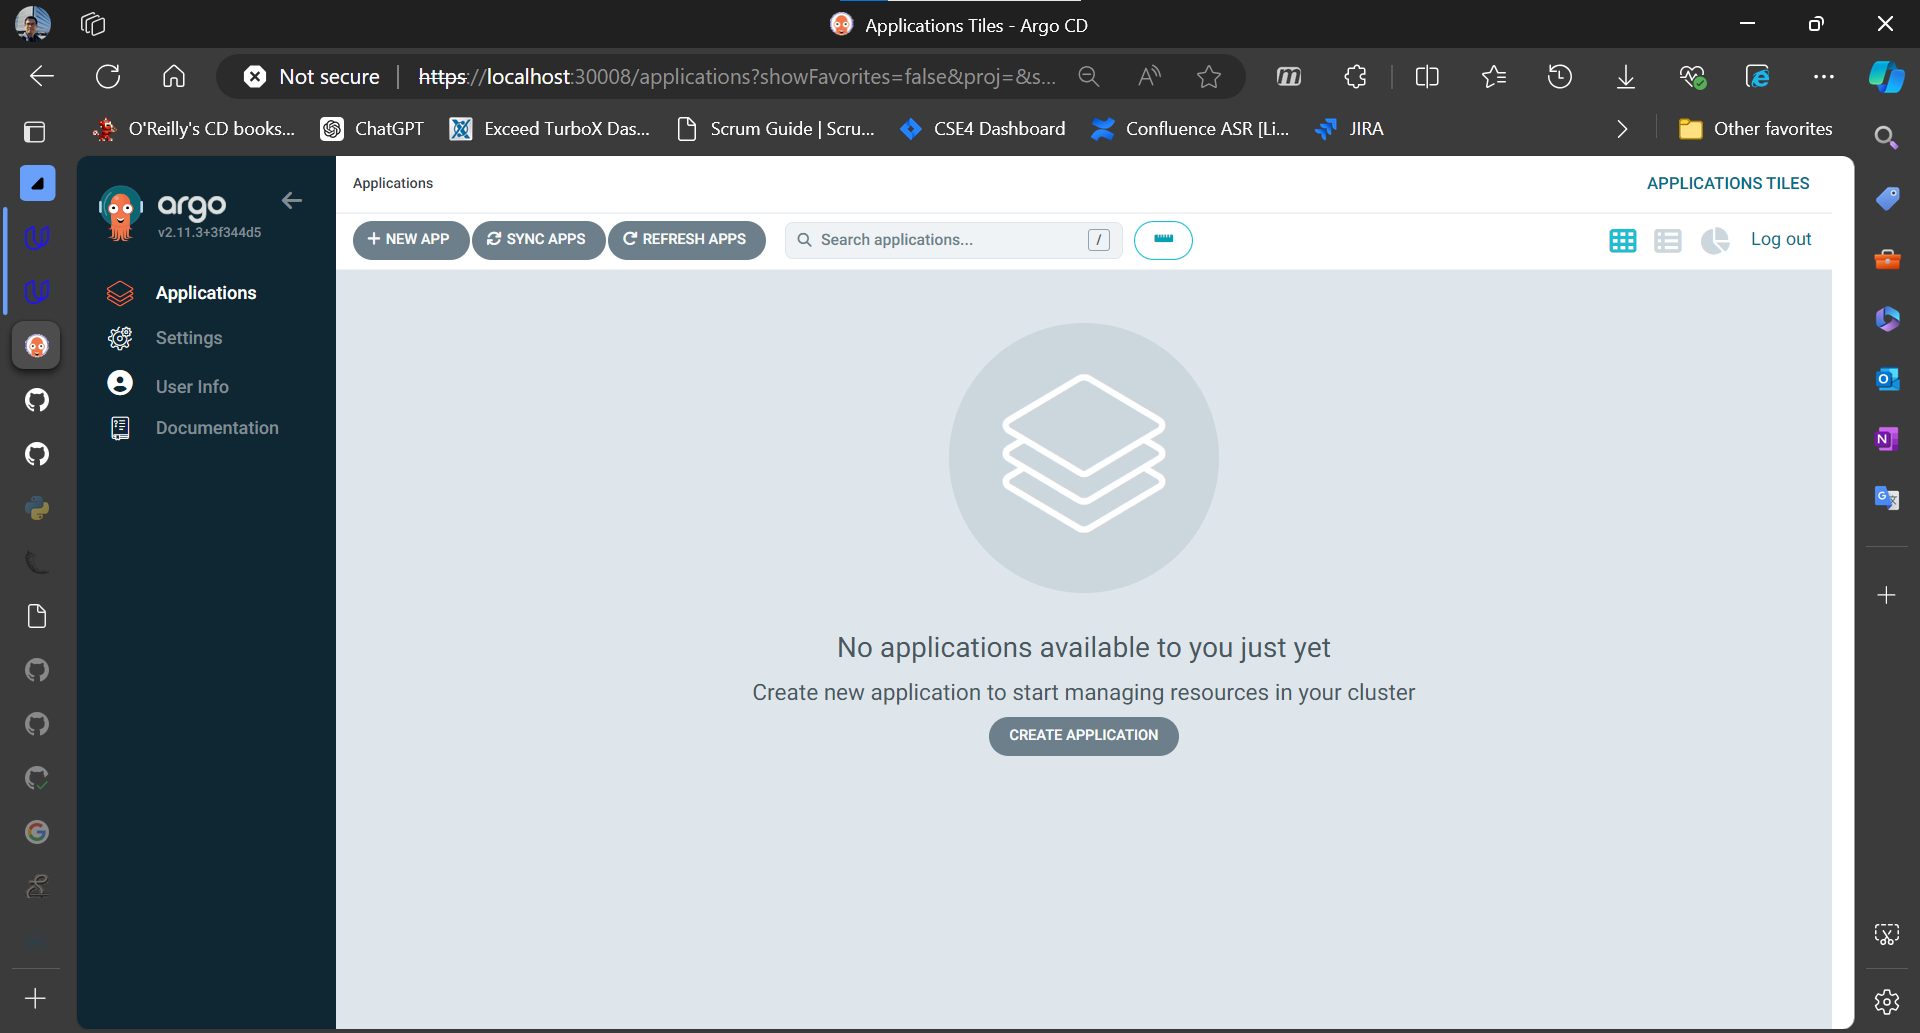 Applications Tiles - Argo CD
Not secure
https://localhost:30008/applications?showFavorites=false&proj=&s...
O'Reilly's CD books...
ChatGPT
Exceed TurboX Das...
Scrum Guide | Scru...
CSE4 Dashboard
Confluence ASR [Li...
JIRA
Other favorites
argo
v2.11.3+3f344d5
Applications
Settings
User Info
Documentation
Applications
APPLICATIONS TILES
+ NEW APP
SYNC APPS
REFRESH APPS
Search applications...
/
Log out
No applications available to you just yet
Create new application to start managing resources in your cluster
CREATE APPLICATION